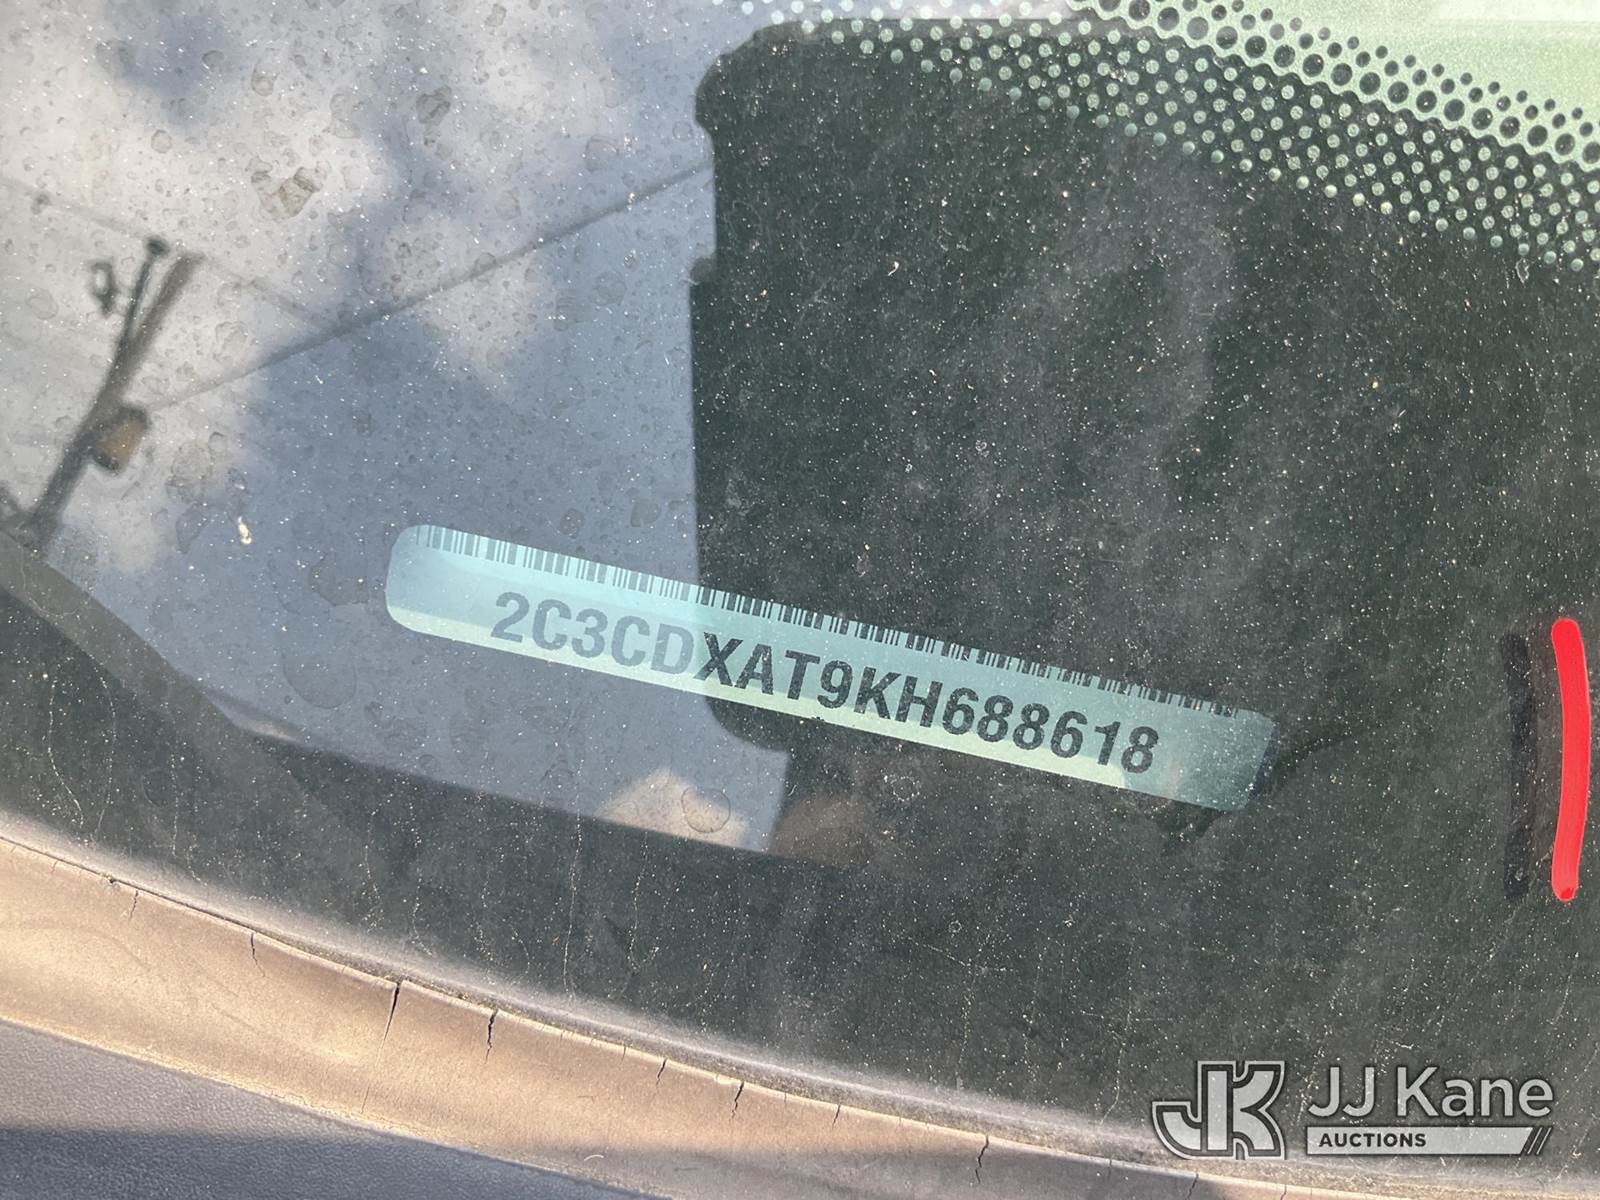 2C3CDXAT9KH688618
JK JJ Kane
AUCTIONS